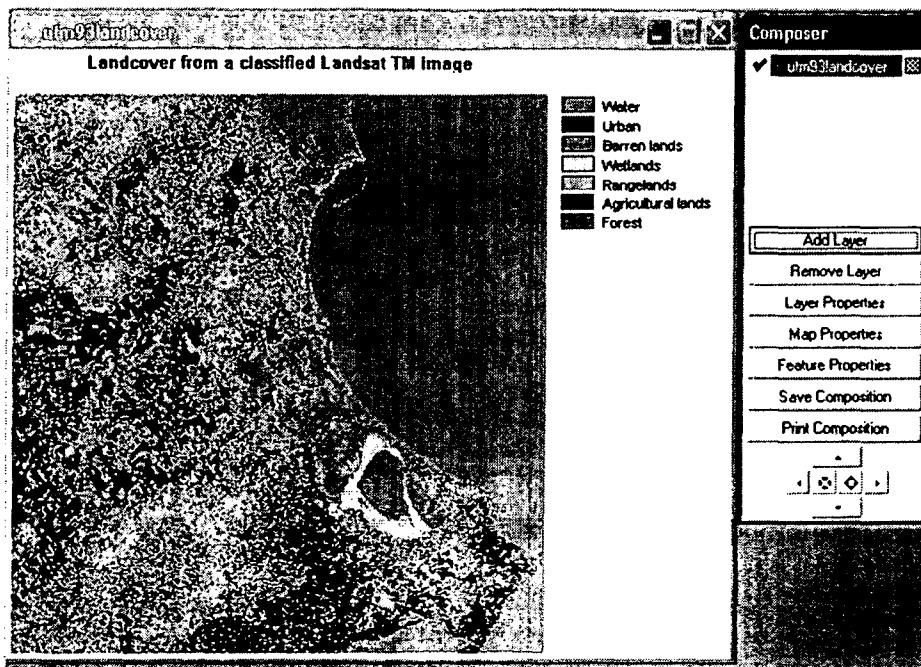 utm93landcover
Landcover from a classified Landsat TM image
Water
Urban
Barren lands
Wetlands
Rangelands
Agricultural lands
Forest
Composer
utm93landcover
Add Layer
Remove Layer
Layer Properties
Map Properties
Feature Properties
Save Composition
Print Composition